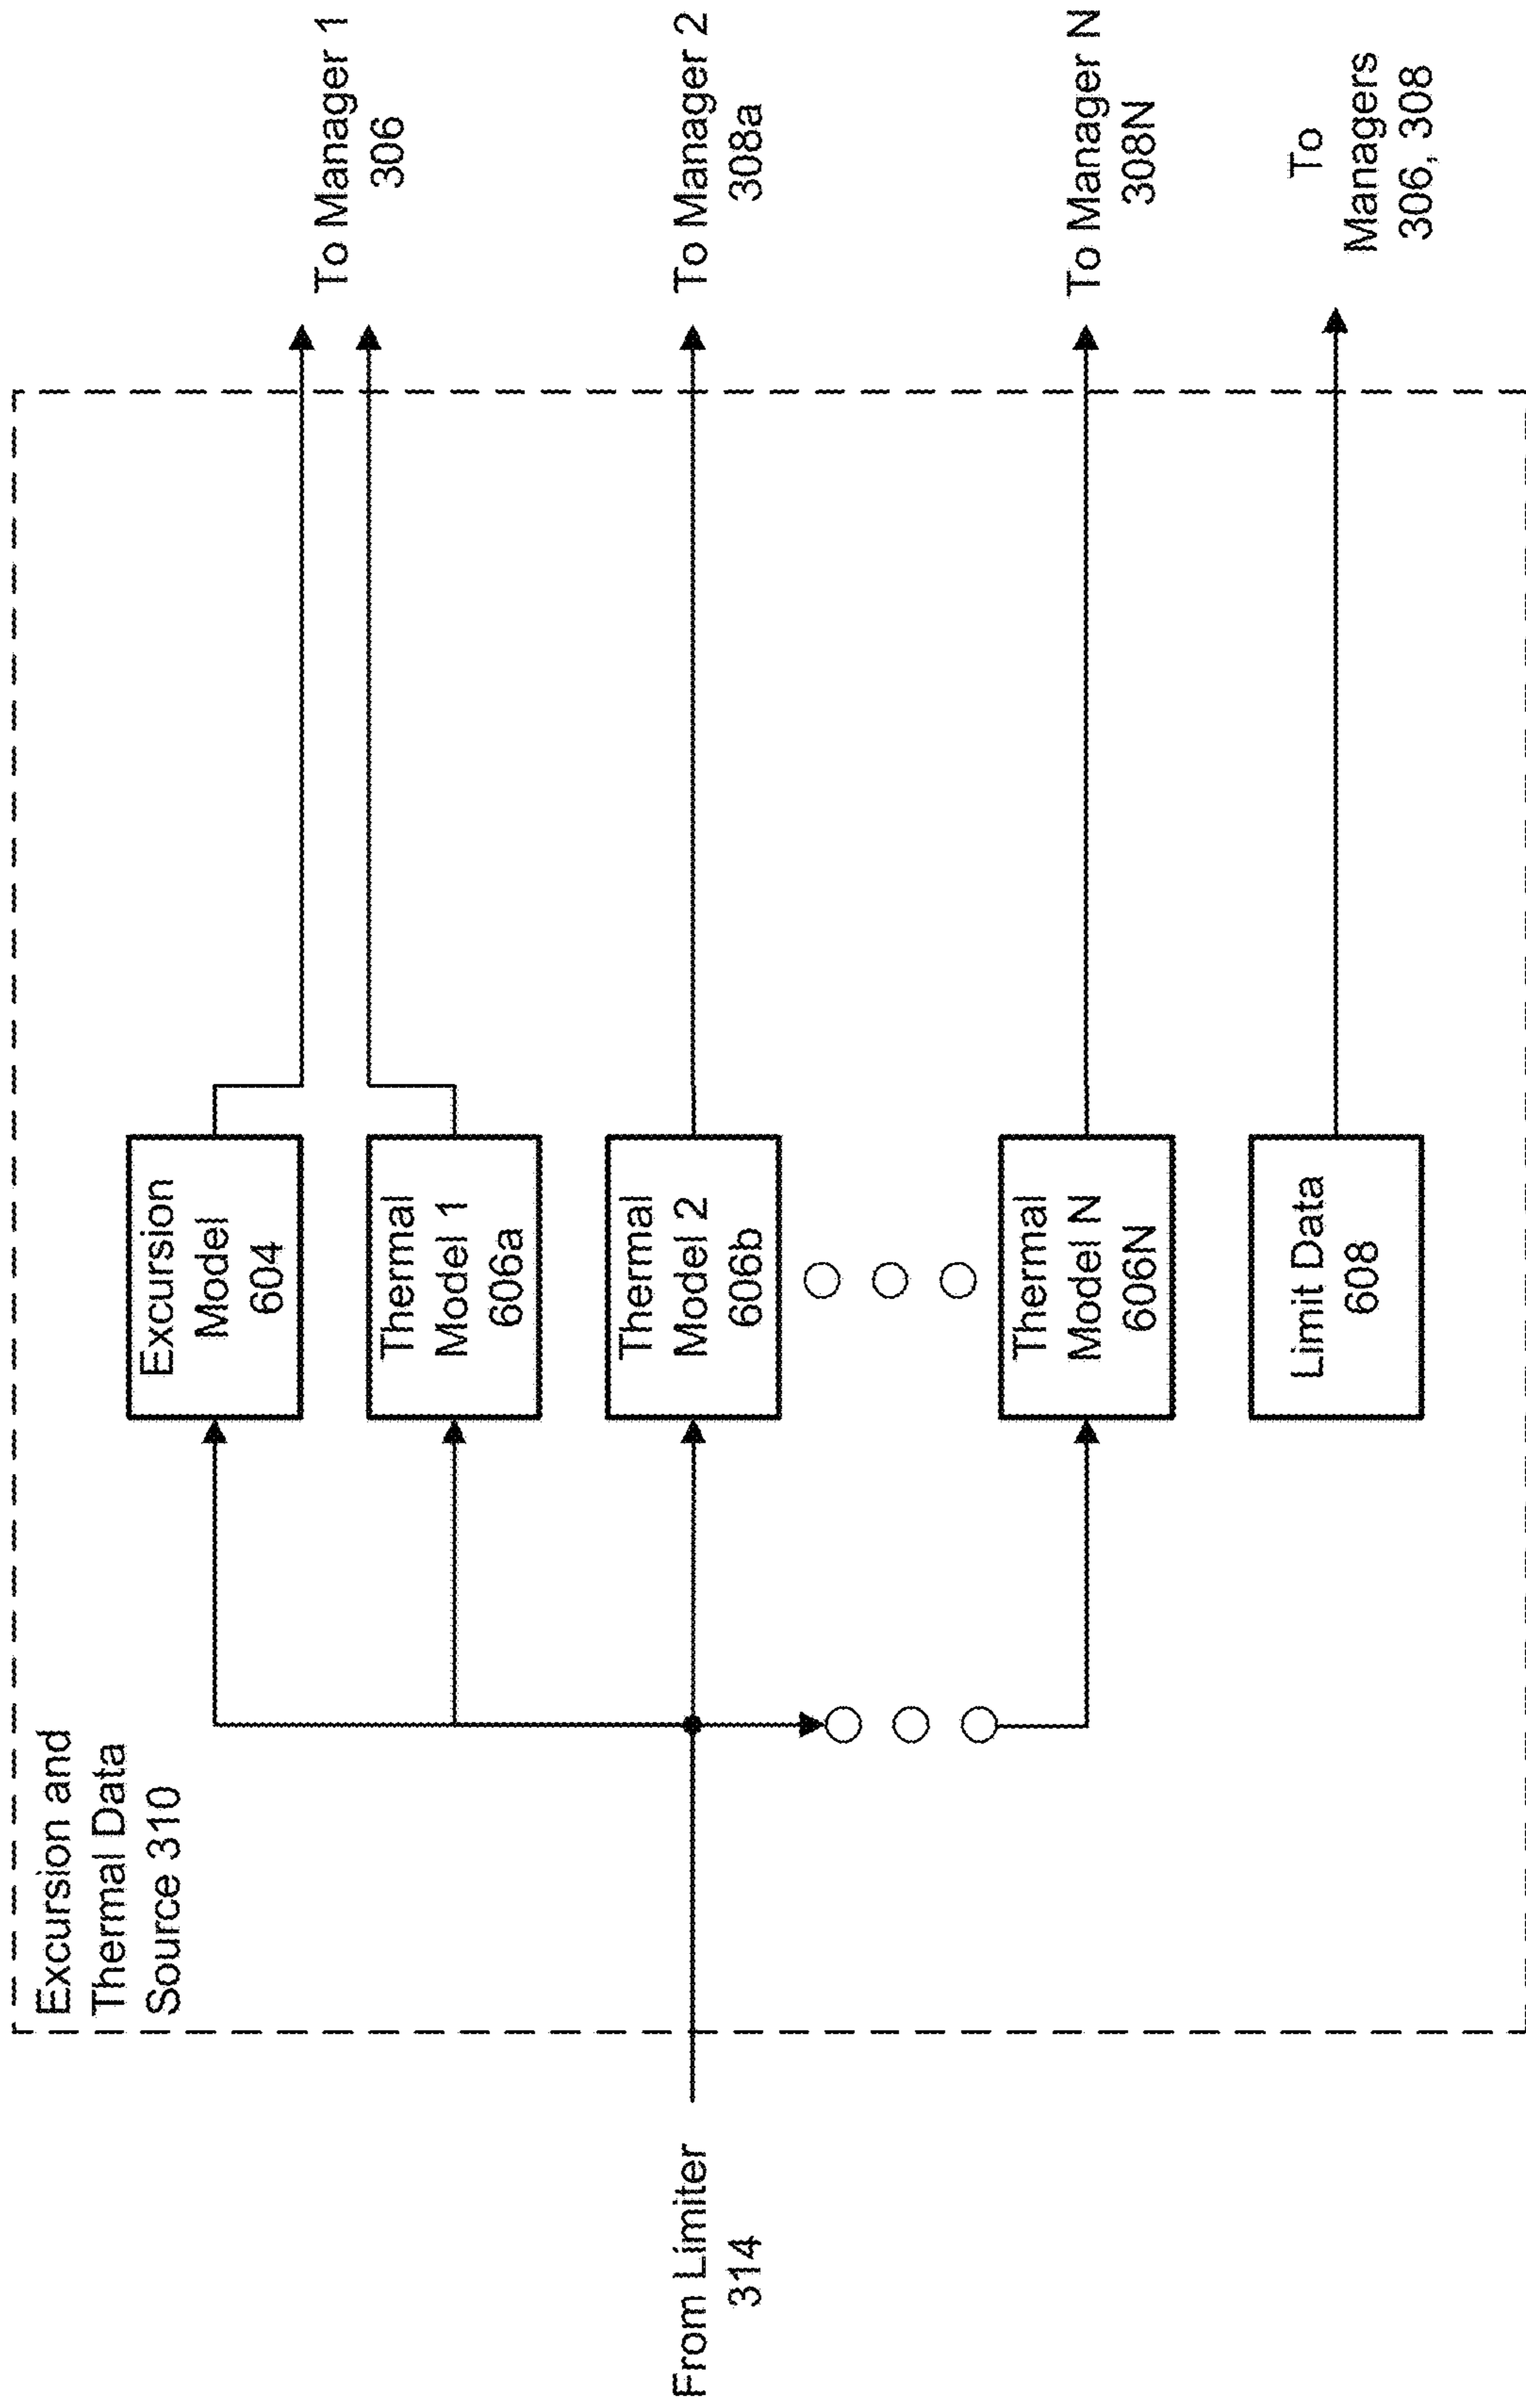 Excursion and
Thermal Data
Source 310
From Limiter
314
Excursion
Model
604
Thermal
Model 1
606a
Thermal
Model 2
606b
Thermal
Model N
606N
Limit Data
608
To Manager 1
306
To Manager 2
308a
To Manager N
308N
To
Managers
306, 308